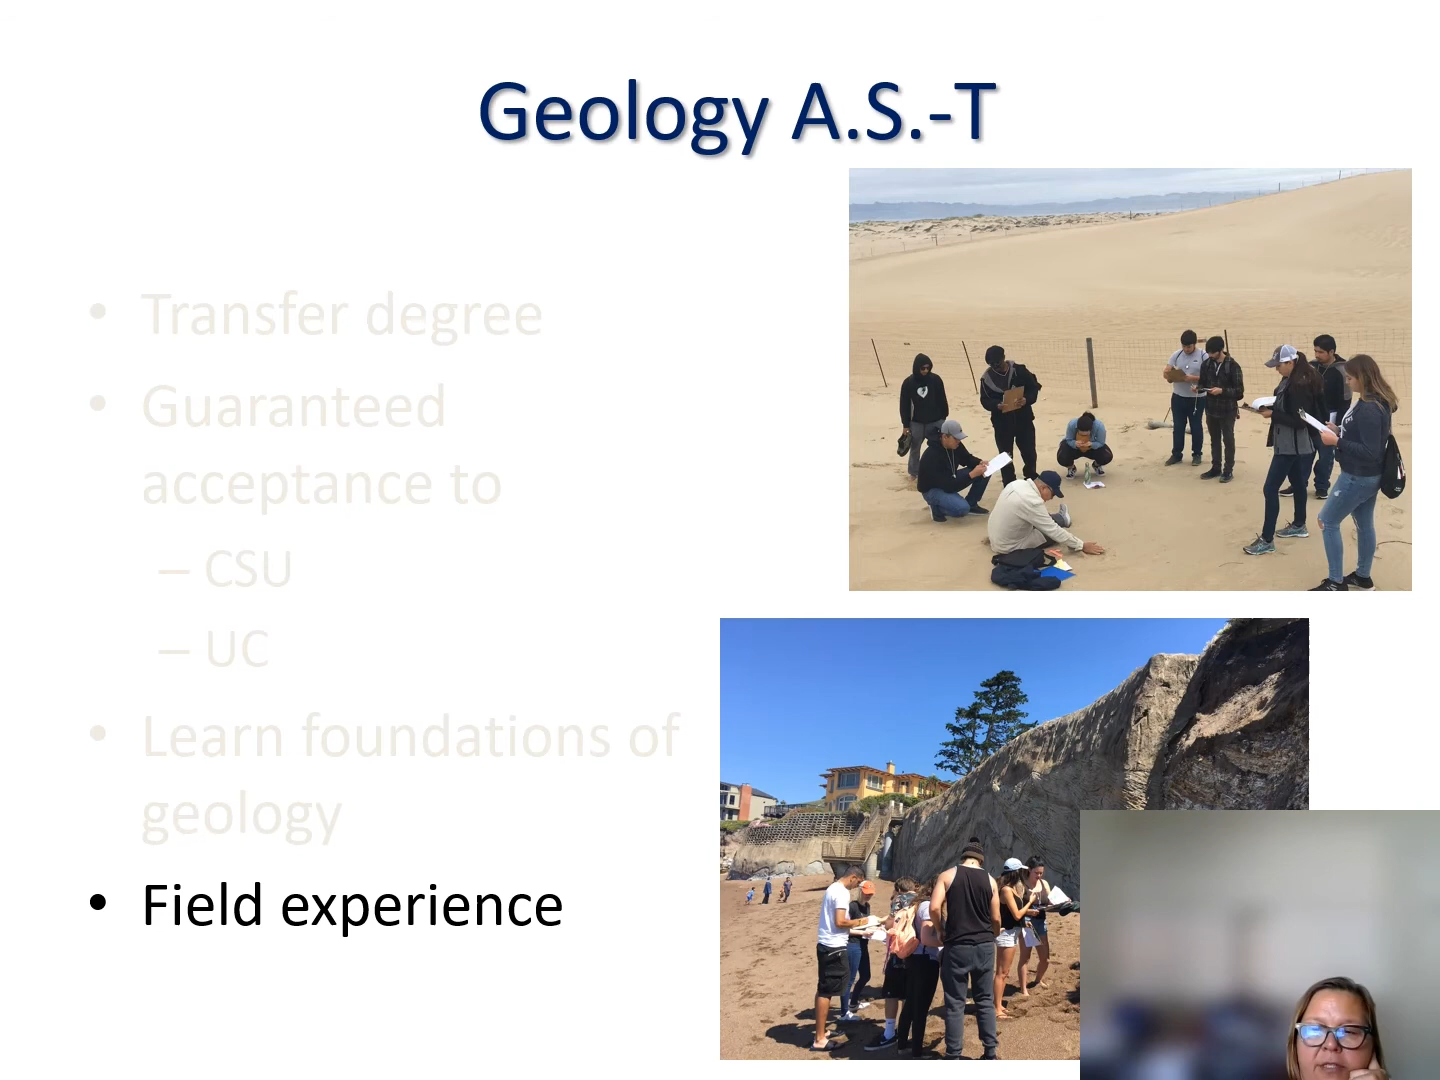 Geology A.S.-T
• Transfer degree
• Guaranteed
acceptance to
– CSU
– UC
• Learn foundations of
geology
• Field experience